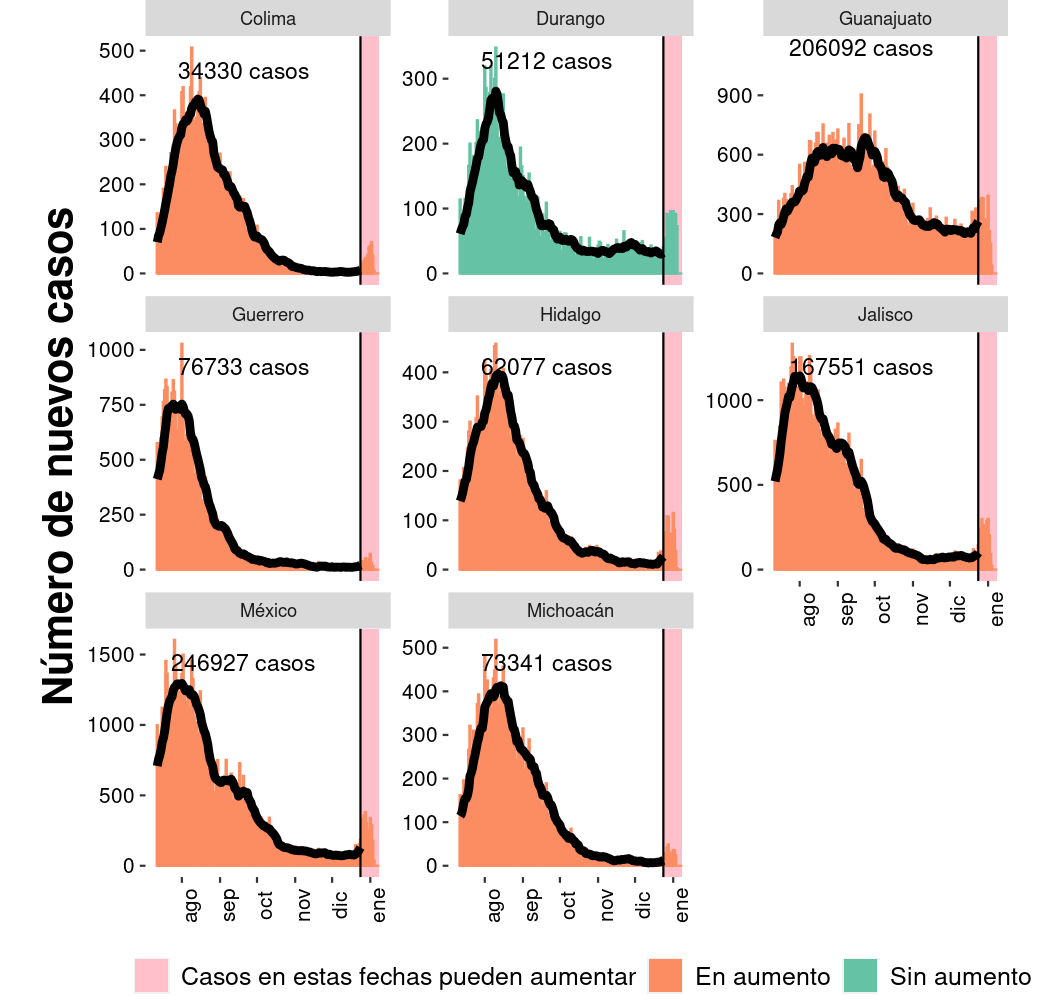 Número de nuevos casos
Colima
34330 casos
500
400
300
200
100
0
Durango
51212 casos
300
200
100
0
Guanajuato
206092 casos
900
600
300
0
Guerrero
76733 casos
1000
750
500
250
0
Hidalgo
62077 casos
400
300
200
100
0
Jalisco
167551 casos
1000
500
0
ago
sep
oct
nov
dic
ene
México
246927 casos
1500
1000
500
0
ago
sep
oct
nov
dic
ene
Michoacán
73341 casos
500
400
300
200
100
0
ago
sep
oct
nov
dic
ene
Casos en estas fechas pueden aumentar
En aumento
Sin aumento